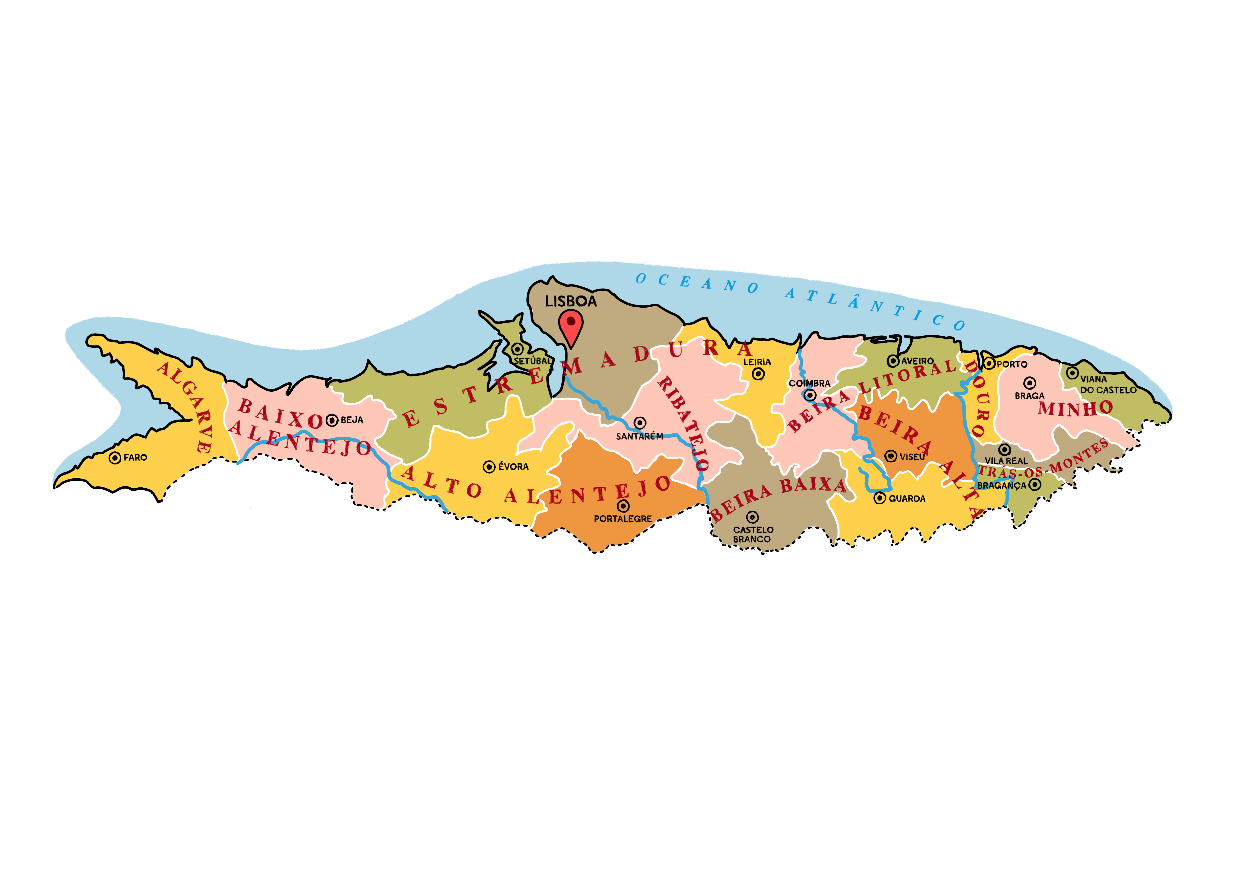 OCEANO ATLÂNTICO
LISBOA
SETÚBAL
ESTREMADURA
LEIRIA
COIMBRA
AVEIRO
BEIRA LITORAL
DOURO
PORTO
BRAGA
VIANA
DO CASTELO
MINHO
ALGARVE
FARO
BAIXO
ALENTEJO
BEJA
ALTO ALENTEJO
ÉVORA
PORTALEGRE
SANTARÉM
RIBATEJO
BEIRA BAIXA
CASTELO
BRANCO
BEIRA ALTA
VISEU
GUAROA
VILA REAL
TRÁS-OS-MONTES
BRAGANÇA